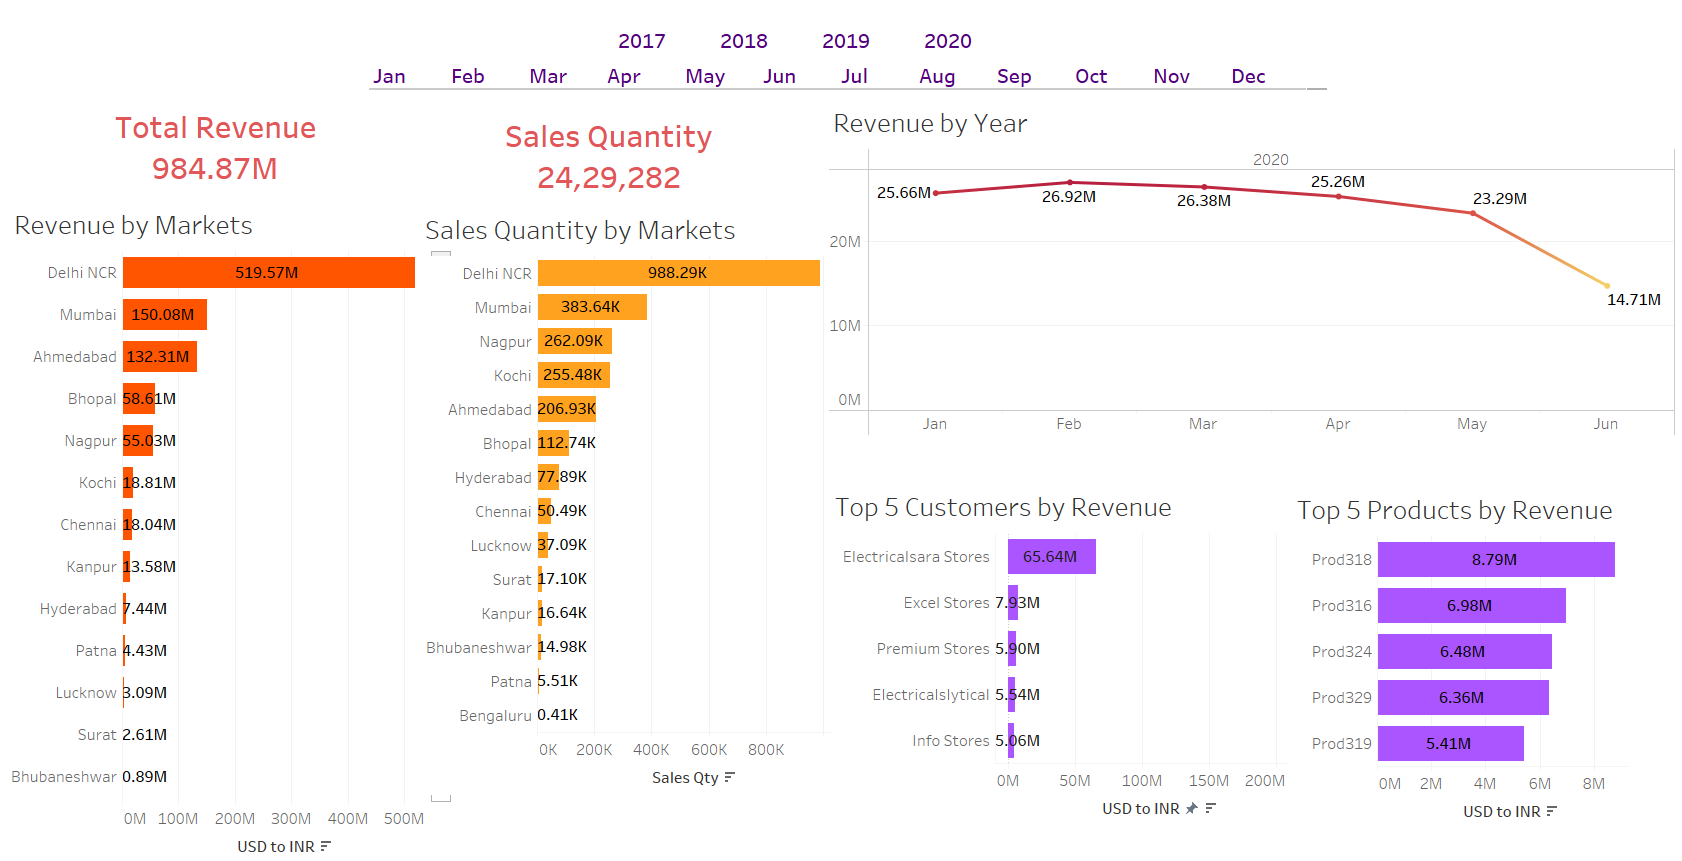 2017 2018 2019 2020
Jan Feb Mar Apr May Jun Jul Aug Sep Oct Nov Dec
Total Revenue
984.87M
Sales Quantity
24,29,282
Revenue by Markets
Delhi NCR 519.57M
Mumbai 150.08M
Ahmedabad 132.31M
Bhopal 58.61M
Nagpur 55.03M
Kochi 18.81M
Chennai 18.04M
Kanpur 13.58M
Hyderabad 7.44M
Patna 4.43M
Lucknow 3.09M
Surat 2.61M
Bhubaneshwar 0.89M
0M 100M 200M 300M 400M 500M
USD to INR
Sales Quantity by Markets
Delhi NCR 988.29K
Mumbai 383.64K
Nagpur 262.09K
Kochi 255.48K
Ahmedabad 206.93K
Bhopal 112.74K
Hyderabad 77.89K
Chennai 50.49K
Lucknow 37.09K
Surat 17.10K
Kanpur 16.64K
Bhubaneshwar 14.98K
Patna 5.51K
Bengaluru 0.41K
0K 200K 400K 600K 800K
Sales Qty
Revenue by Year
2020
25.66M 26.92M 26.38M 25.26M 23.29M 14.71M
20M
10M
0M
Jan Feb Mar Apr May Jun
Top 5 Customers by Revenue
Electricalsara Stores 65.64M
Excel Stores 7.93M
Premium Stores 5.90M
Electricalslytical 5.54M
Info Stores 5.06M
0M 50M 100M 150M 200M
USD to INR
Top 5 Products by Revenue
Prod318 8.79M
Prod316 6.98M
Prod324 6.48M
Prod329 6.36M
Prod319 5.41M
0M 2M 4M 6M 8M
USD to INR